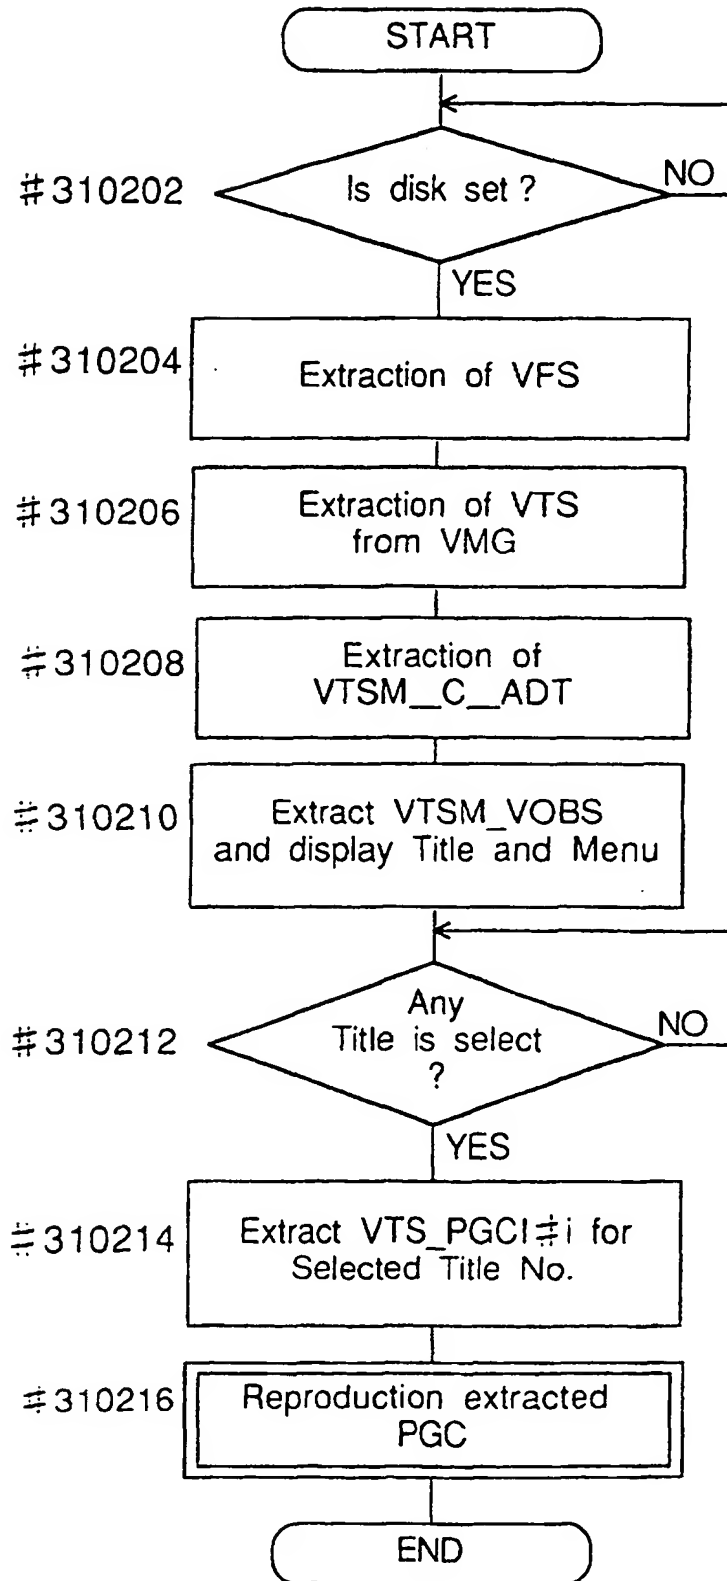 START
#310202
Is disk set ?
NO
YES
#310204
Extraction of VFS
#310206
Extraction of VTS
from VMG
#310208
Extraction of
VTSM__C__ADT
#310210
Extract VTSM_VOBS
and display Title and Menu
#310212
Any
Title is select
?
NO
YES
#310214
Extract VTS_PGCI#i for
Selected Title No.
#310216
Reproduction extracted
PGC
END